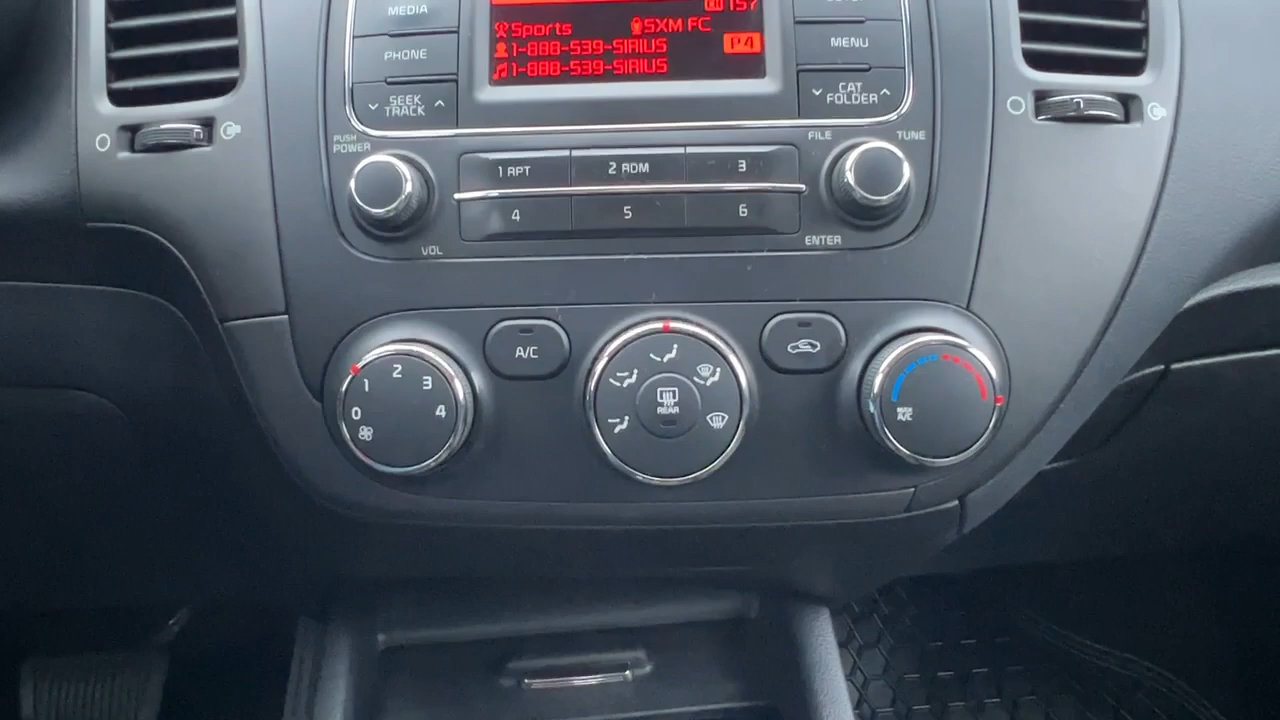 MEDIA
157
Sports SXM FC
PHONE
1-888-539-SIRIUS
P4
MENU
1-888-539-SIRIUS
SEEK
TRACK
CAT
FOLDER
PUSH
POWER
FILE
TUNE
1 RPT
2 RDM
3
4
5
6
VOL
ENTER
A/C
0
1
2
3
4
REAR
MAX
A/C